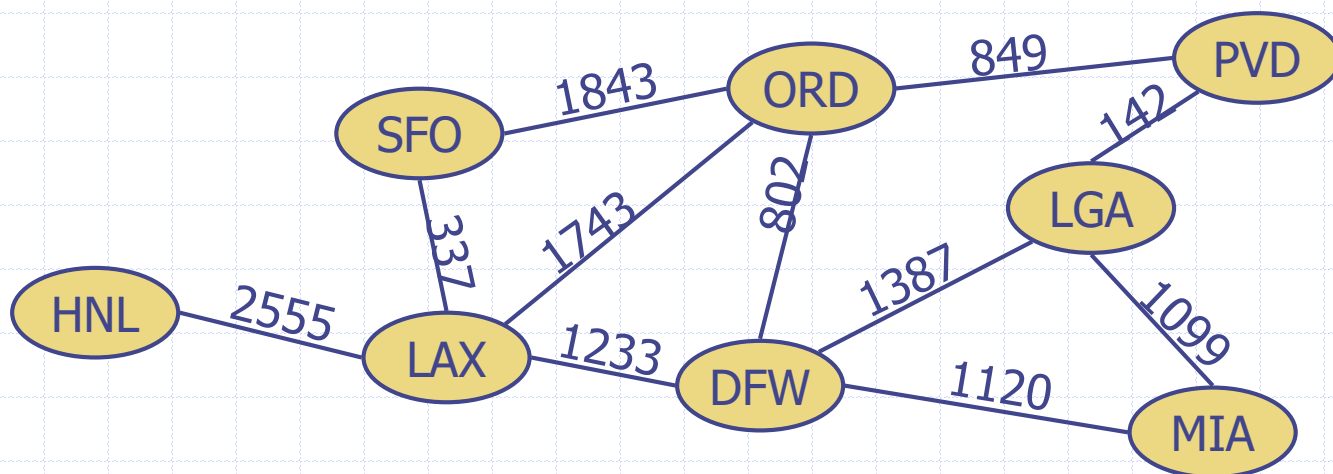 PVD
849
ORD
1843
SFO
142
LGA
802
1743
337
1387
HNL
2555
1099
LAX
1233
DFW
1120
MIA